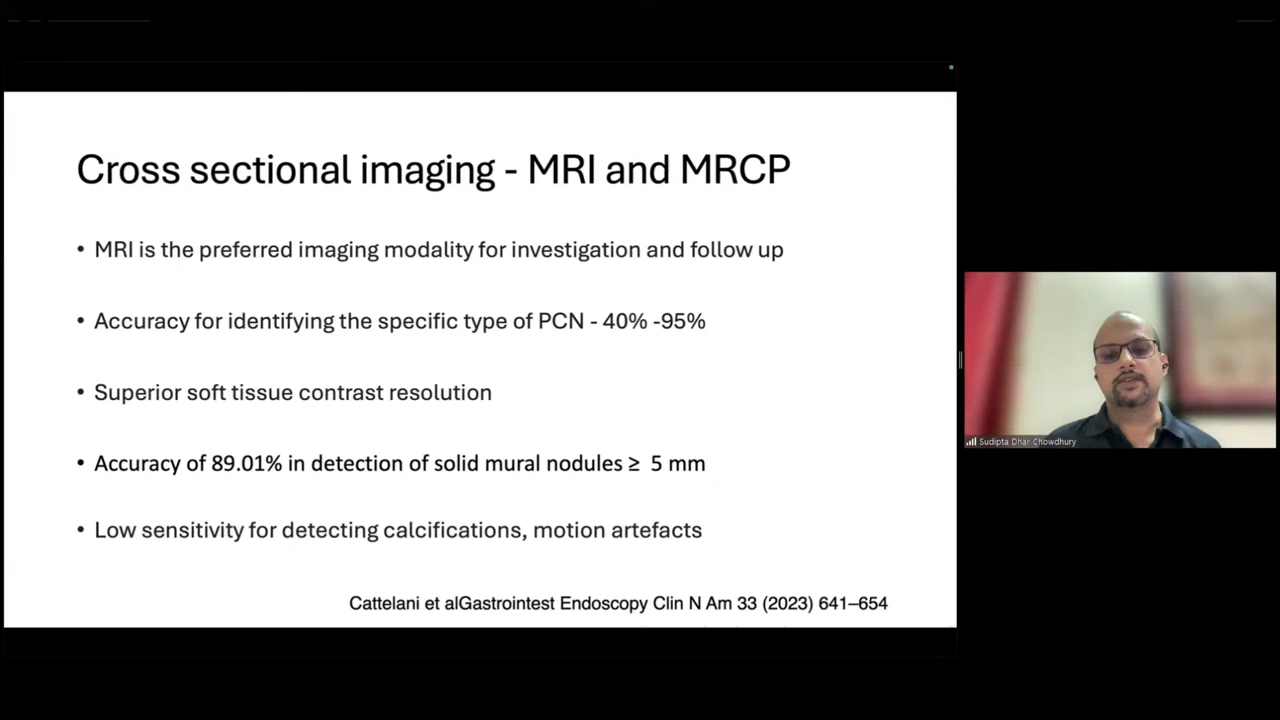 Cross sectional imaging - MRI and MRCP
• MRI is the preferred imaging modality for investigation and follow up
• Accuracy for identifying the specific type of PCN - 40% -95%
• Superior soft tissue contrast resolution
• Accuracy of 89.01% in detection of solid mural nodules ≥ 5 mm
• Low sensitivity for detecting calcifications, motion artefacts
Cattelani et alGastrointest Endoscopy Clin N Am 33 (2023) 641–654
Sudipta Dhar Chowdhury